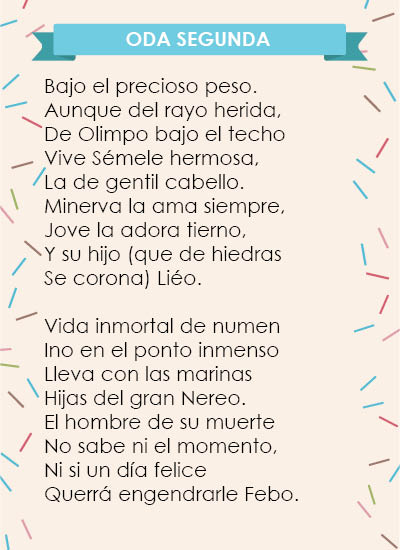 ODA SEGUNDA
Bajo el precioso peso.
Aunque del rayo herida,
De Olimpo bajo el techo
Vive Sémele hermosa,
La de gentil cabello.
Minerva la ama siempre,
Jove la adora tierno,
Y su hijo (que de hiedras
Se corona) Liéo.
Vida inmortal de numen
Ino en el ponto inmenso
Lleva con las marinas
Hijas del gran Nereo.
El hombre de su muerte
No sabe ni el momento,
Ni si un día felice
Querrá engendrarle Febo.